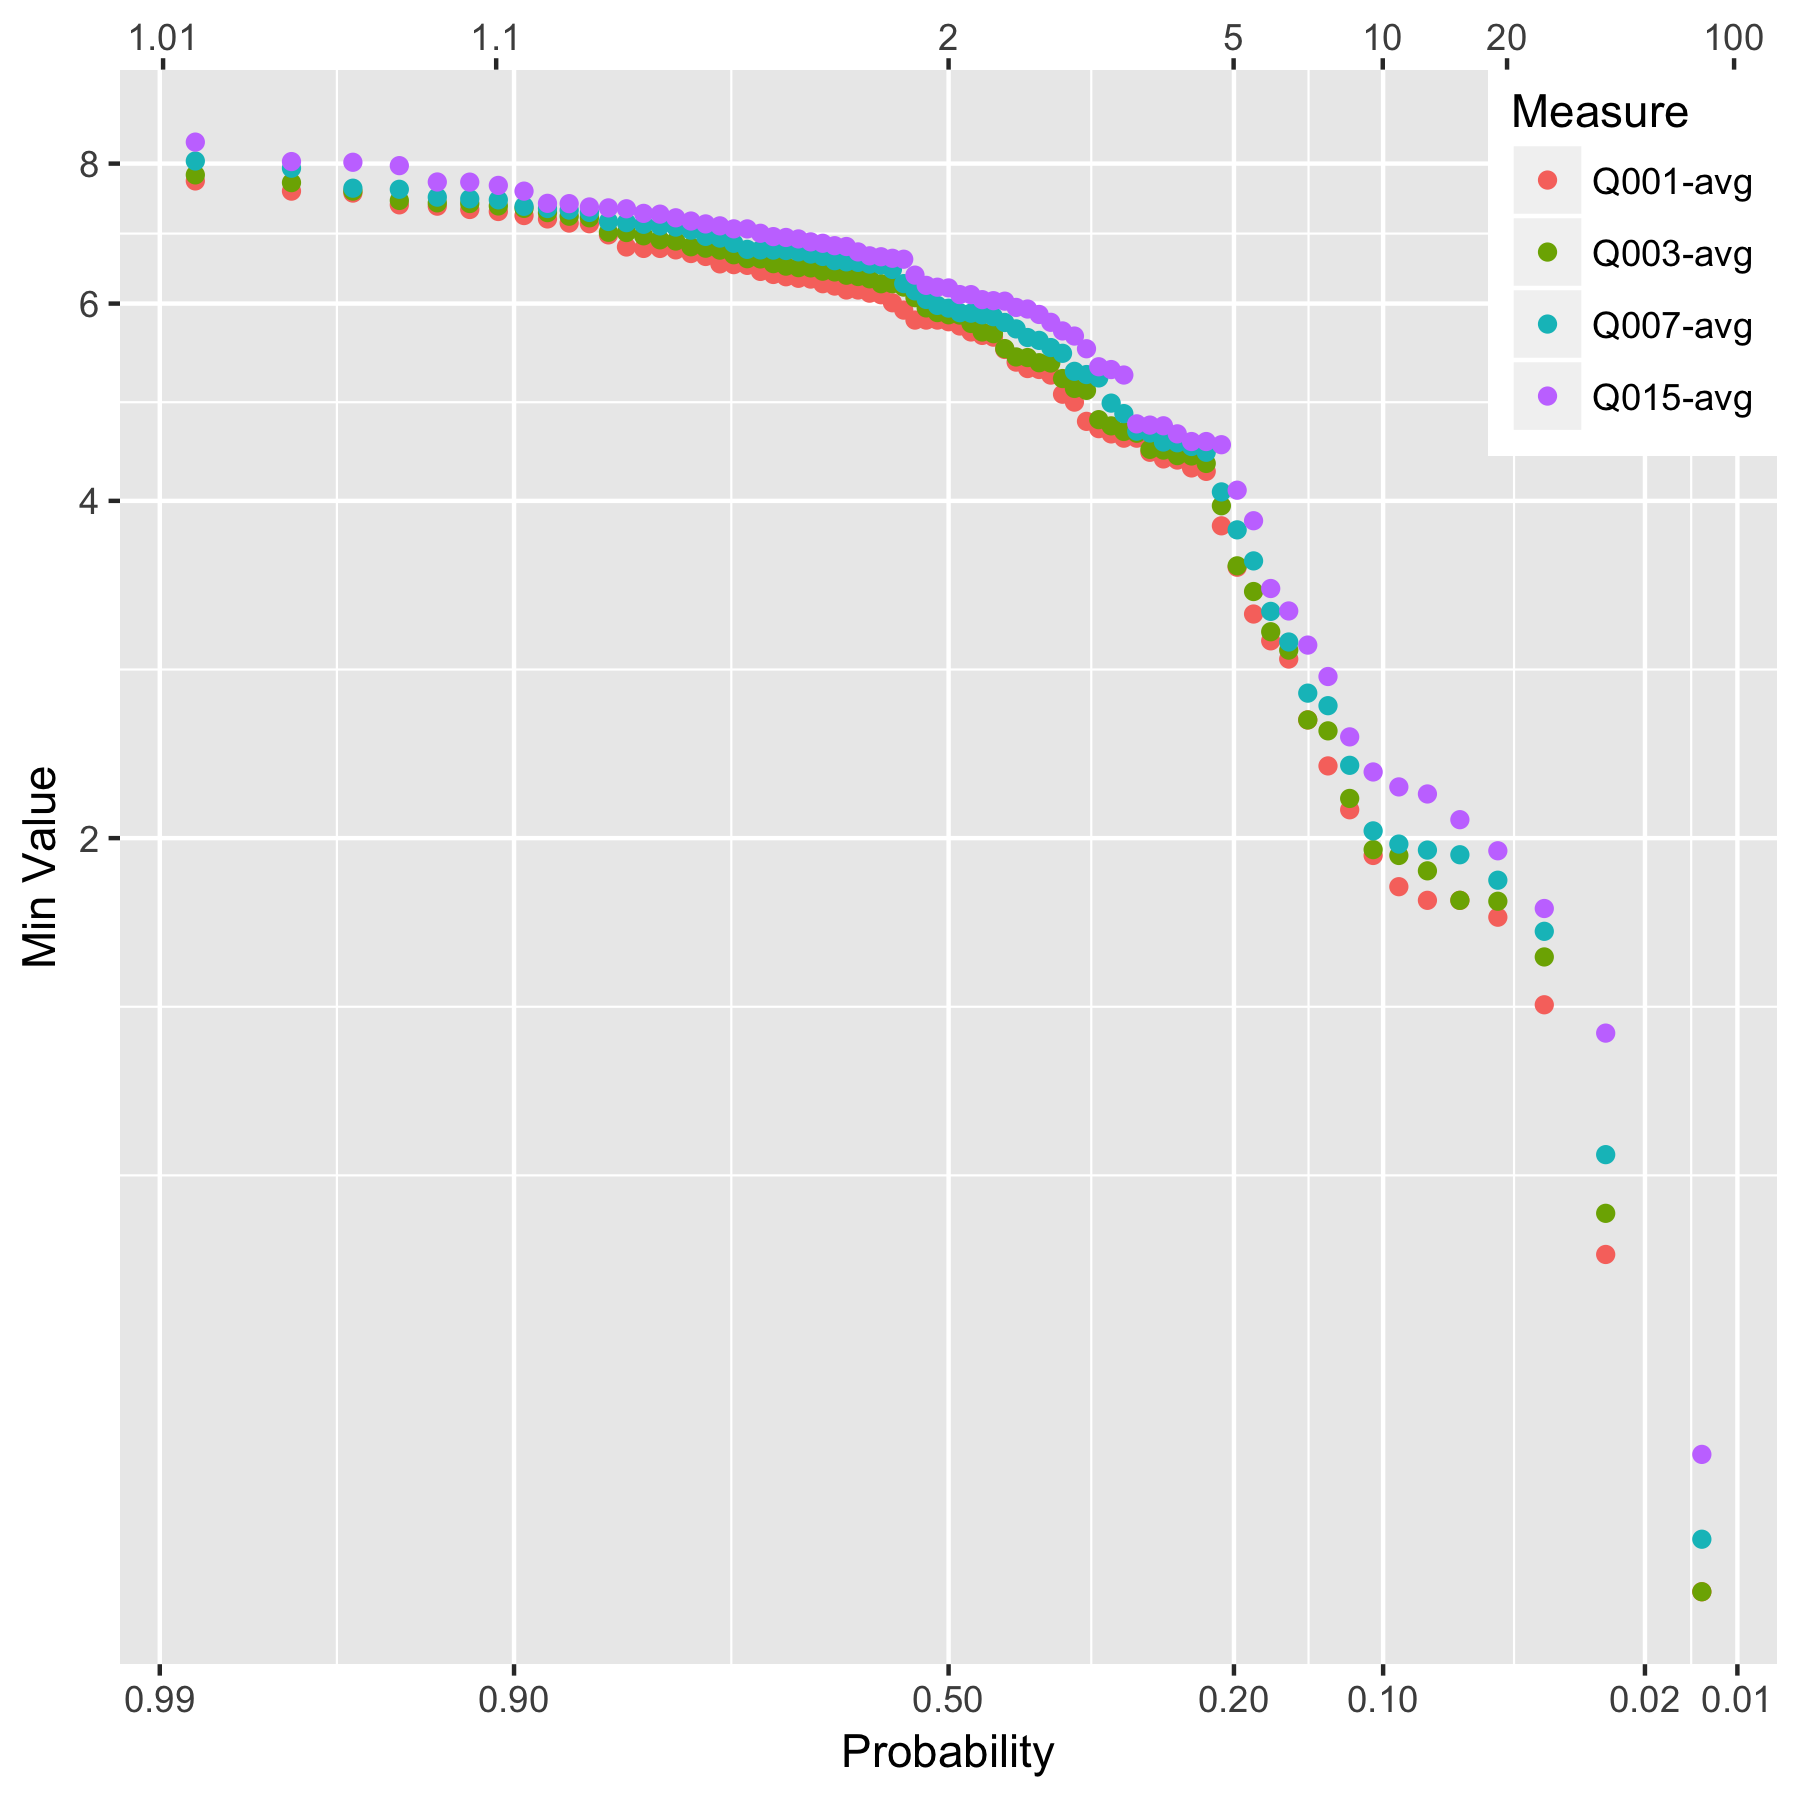 1.01 1.1 2 5 10 20 100
Measure
Q001-avg
Q003-avg
Q007-avg
Q015-avg
8
6
4
2
Min Value
0.99 0.90 0.50 0.20 0.10 0.02 0.01
Probability